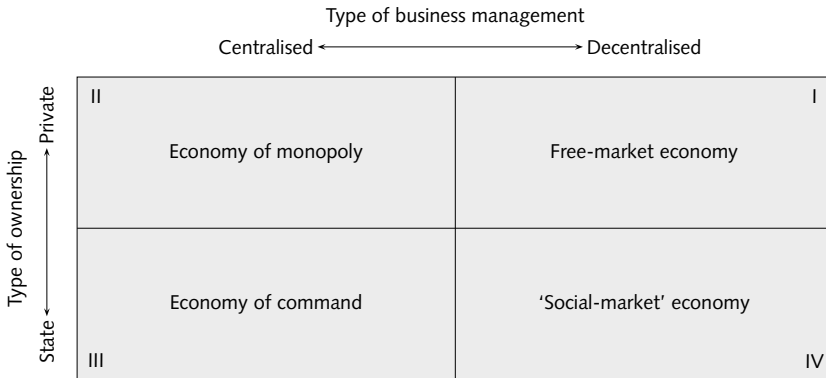 Type of business management
Centralised Decentralised
II I
Private
Economy of monopoly Free-market economy
Type of ownership
Economy of command ‘Social-market’ economy
State
III IV